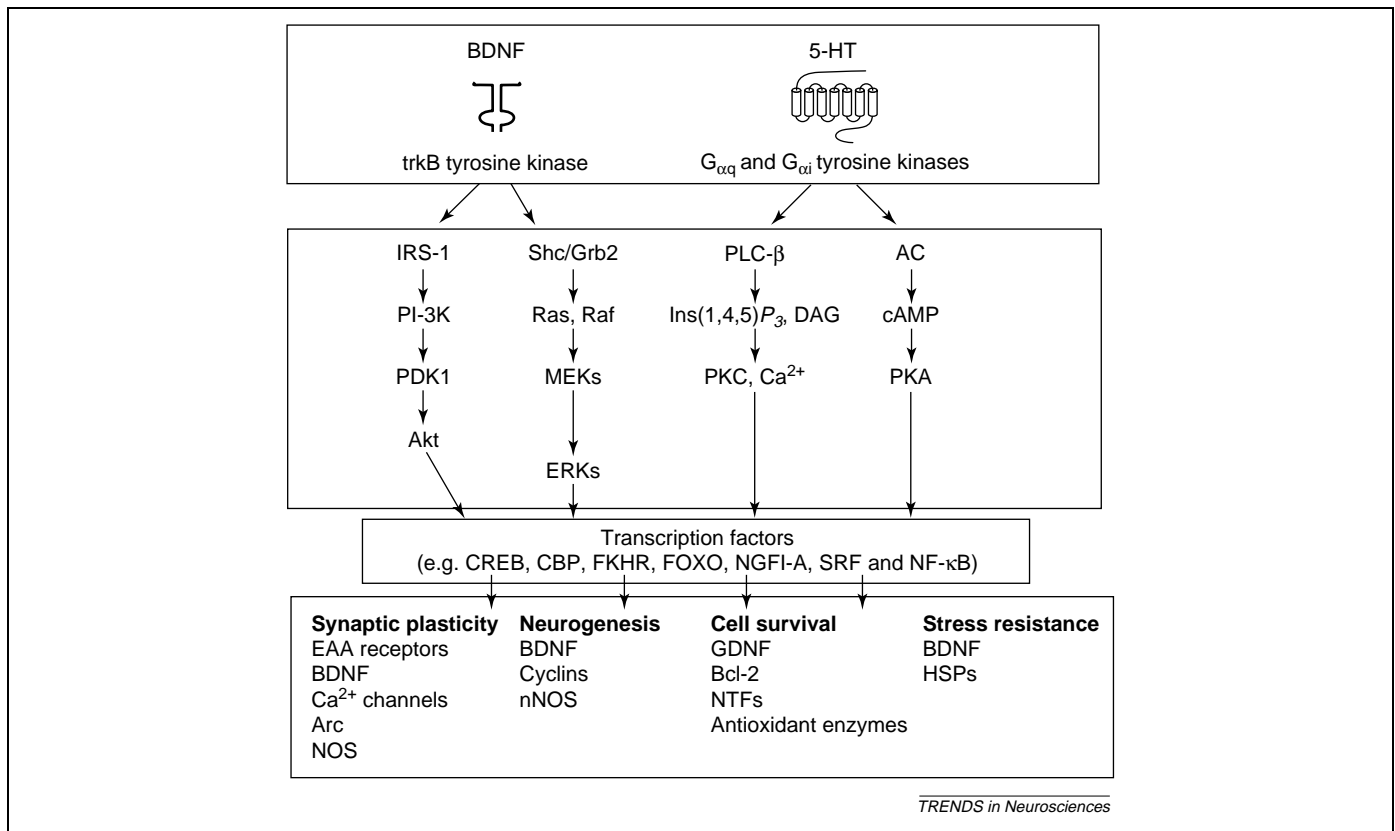 BDNF 5-HT
trkB tyrosine kinase Gαq and Gαi tyrosine kinases
IRS-1 Shc/Grb2 PLC-β AC
PI-3K Ras, Raf Ins(1,4,5)P3, DAG cAMP
PDK1 MEKs PKC, Ca2+ PKA
Akt
ERKs
Transcription factors
(e.g. CREB, CBP, FKHR, FOXO, NGFI-A, SRF and NF-κB)
Synaptic plasticity Neurogenesis Cell survival Stress resistance
EAA receptors BDNF GDNF BDNF
BDNF Cyclins Bcl-2 HSPs
Ca2+ channels nNOS NTFs
Arc Antioxidant enzymes
NOS
TRENDS in Neurosciences